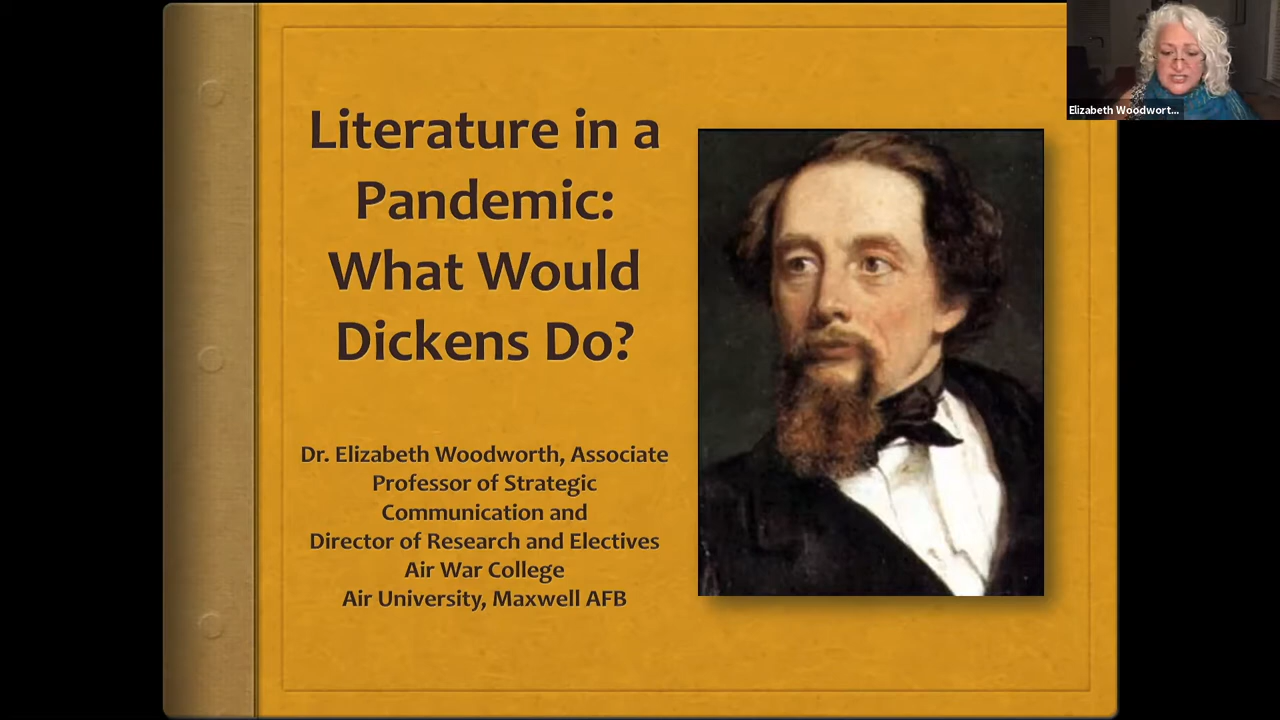 Literature in a
Pandemic:
What Would
Dickens Do?
Dr. Elizabeth Woodworth, Associate
Professor of Strategic
Communication and
Director of Research and Electives
Air War College
Air University, Maxwell AFB
Elizabeth Woodwort...